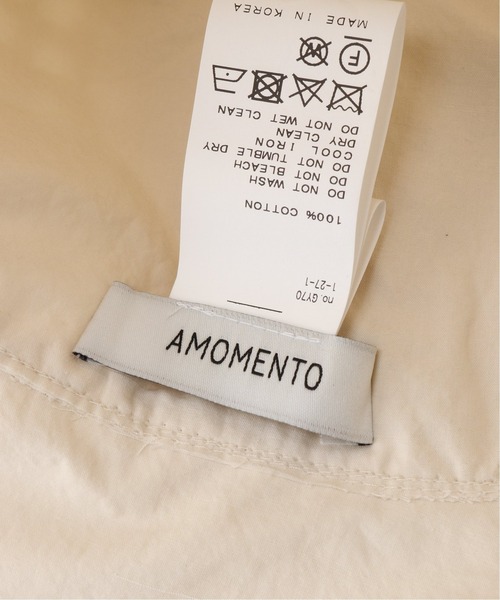 AMOMENTO
no. GY70
1-27-1
100% COTTON
DO NOT WASH
DO NOT BLEACH
DO NOT TUMBLE DRY
COOL IRON
DRY CLEAN
DO NOT WET CLEAN
F W
MADE IN KOREA